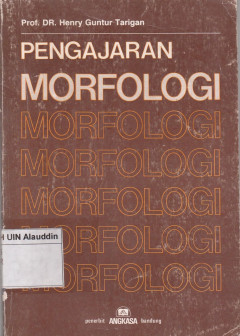 Prof. DR. Henry Guntur Tarigan
PENGAJARAN
MORFOLOGI
MORFOLOGI
MORFOLOGI
MORFOLOGI
MORFOLOGI
UIN Alauddin
MORFOLOGI
penerbit ANGKASA bandung